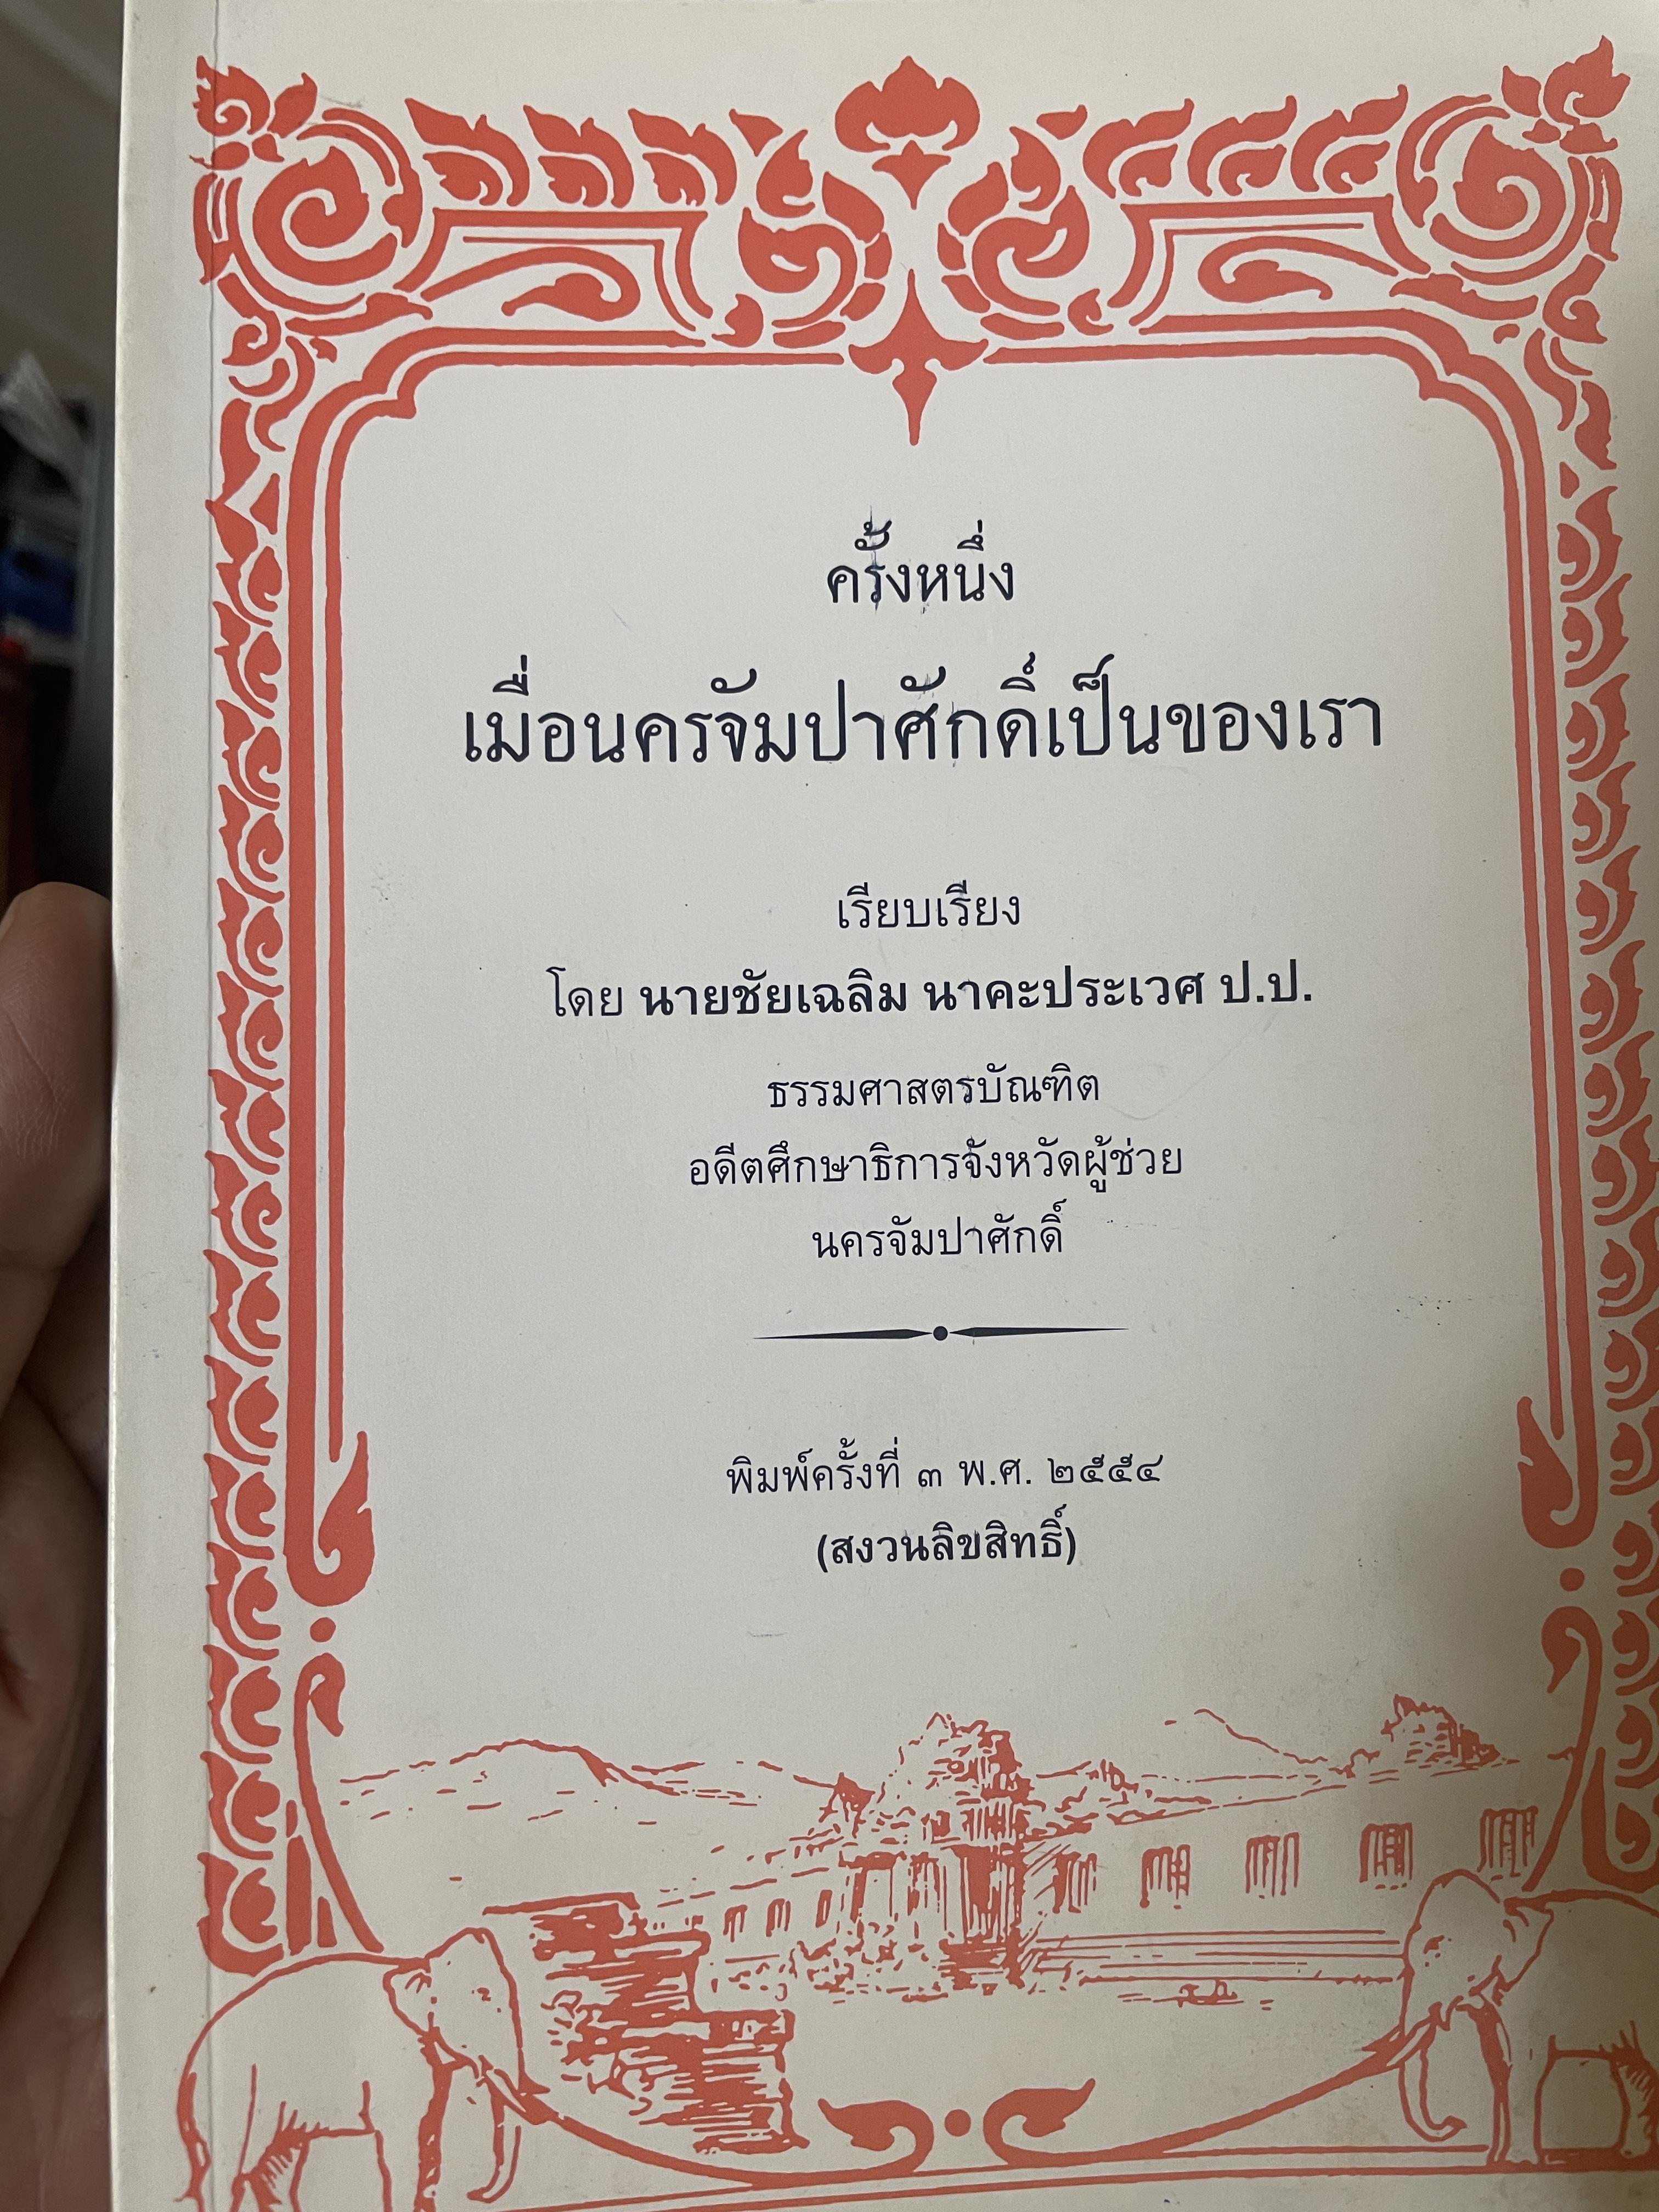 ครั้งหนึ่ง
เมื่อนครจัมปาศักดิ์เป็นของเรา
เรียบเรียง
โดย นายชัยเฉลิม นาคะประเวศ ป.ป.
ธรรมศาสตรบัณฑิต
อดีตศึกษาธิการจังหวัดผู้ช่วย
นครจัมปาศักดิ์
พิมพ์ครั้งที่ ๓ พ.ศ. ๒๕๕๔
(สงวนลิขสิทธิ์)